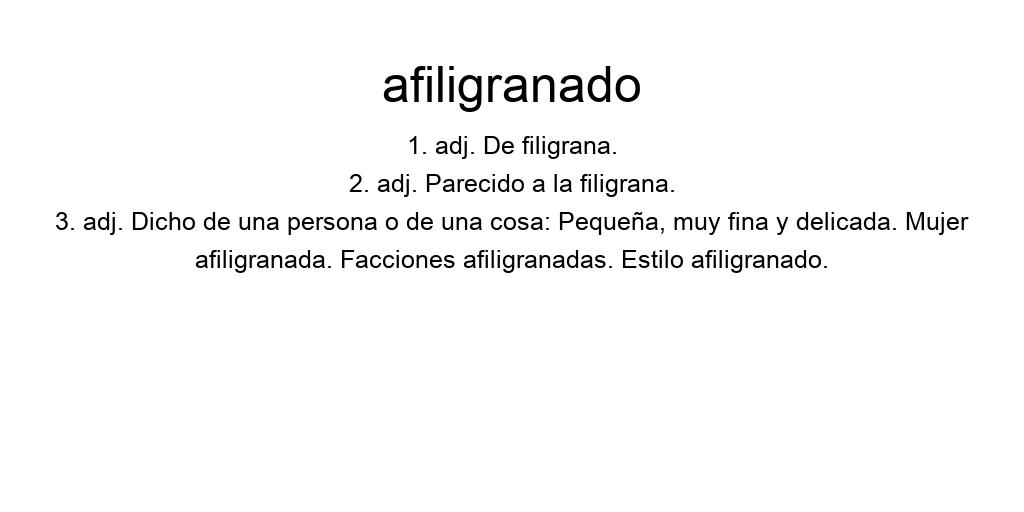 afiligranado
1. adj. De filigrana.
2. adj. Parecido a la filigrana.
3. adj. Dicho de una persona o de una cosa: Pequeña, muy fina y delicada. Mujer
afiligranada. Facciones afiligranadas. Estilo afiligranado.